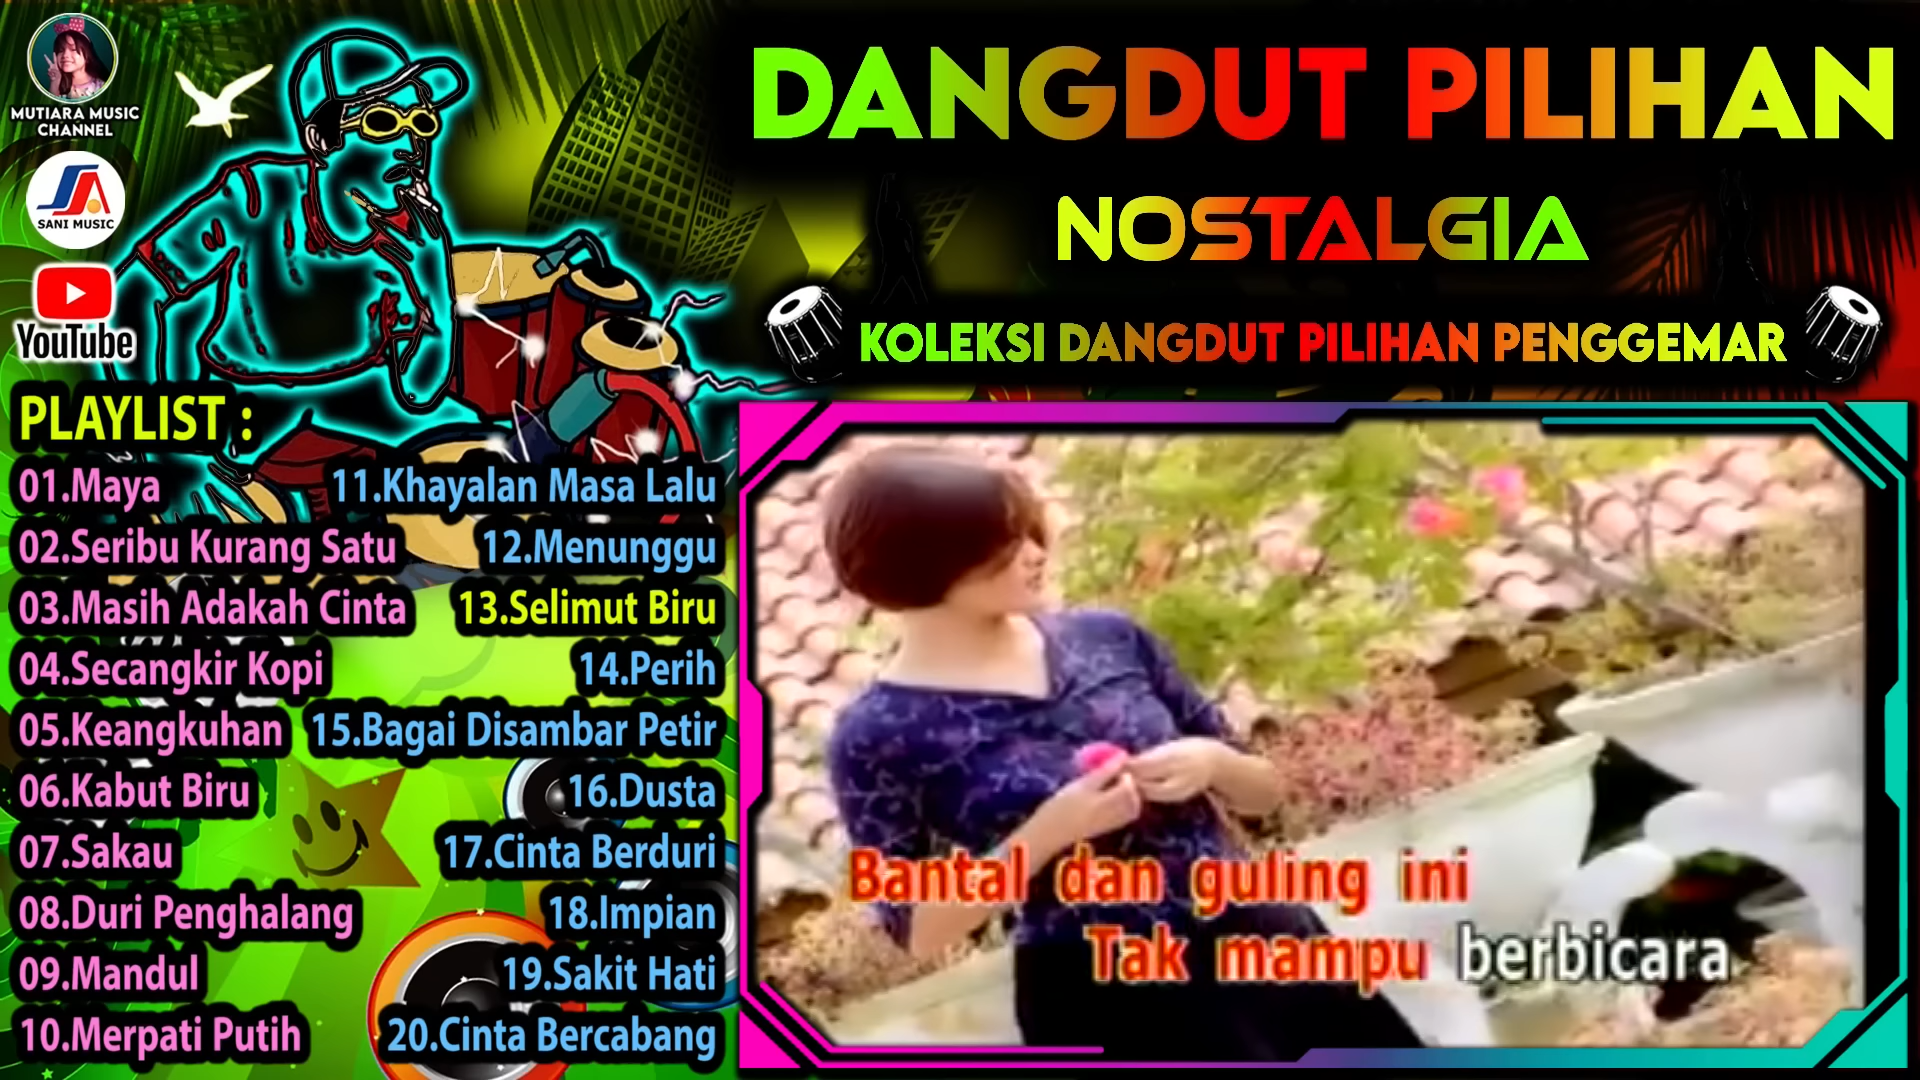 MUTIARA MUSIC
CHANNEL
SANI MUSIC
YouTube
DANGDUT PILIHAN
NOSTALGIA
KOLEKSI DANGDUT PILIHAN PENGGEMAR
PLAYLIST :
01.Maya
02.Seribu Kurang Satu
03.Masih Adakah Cinta
04.Secangkir Kopi
05.Keangkuhan
06.Kabut Biru
07.Sakau
08.Duri Penghalang
09.Mandul
10.Merpati Putih
11.Khayalan Masa Lalu
12.Menunggu
13.Selimut Biru
14.Perih
15.Bagai Disambar Petir
16.Dusta
17.Cinta Berduri
18.Impian
19.Sakit Hati
20.Cinta Bercabang
Bantal dan guling ini
Tak mampu berbicara